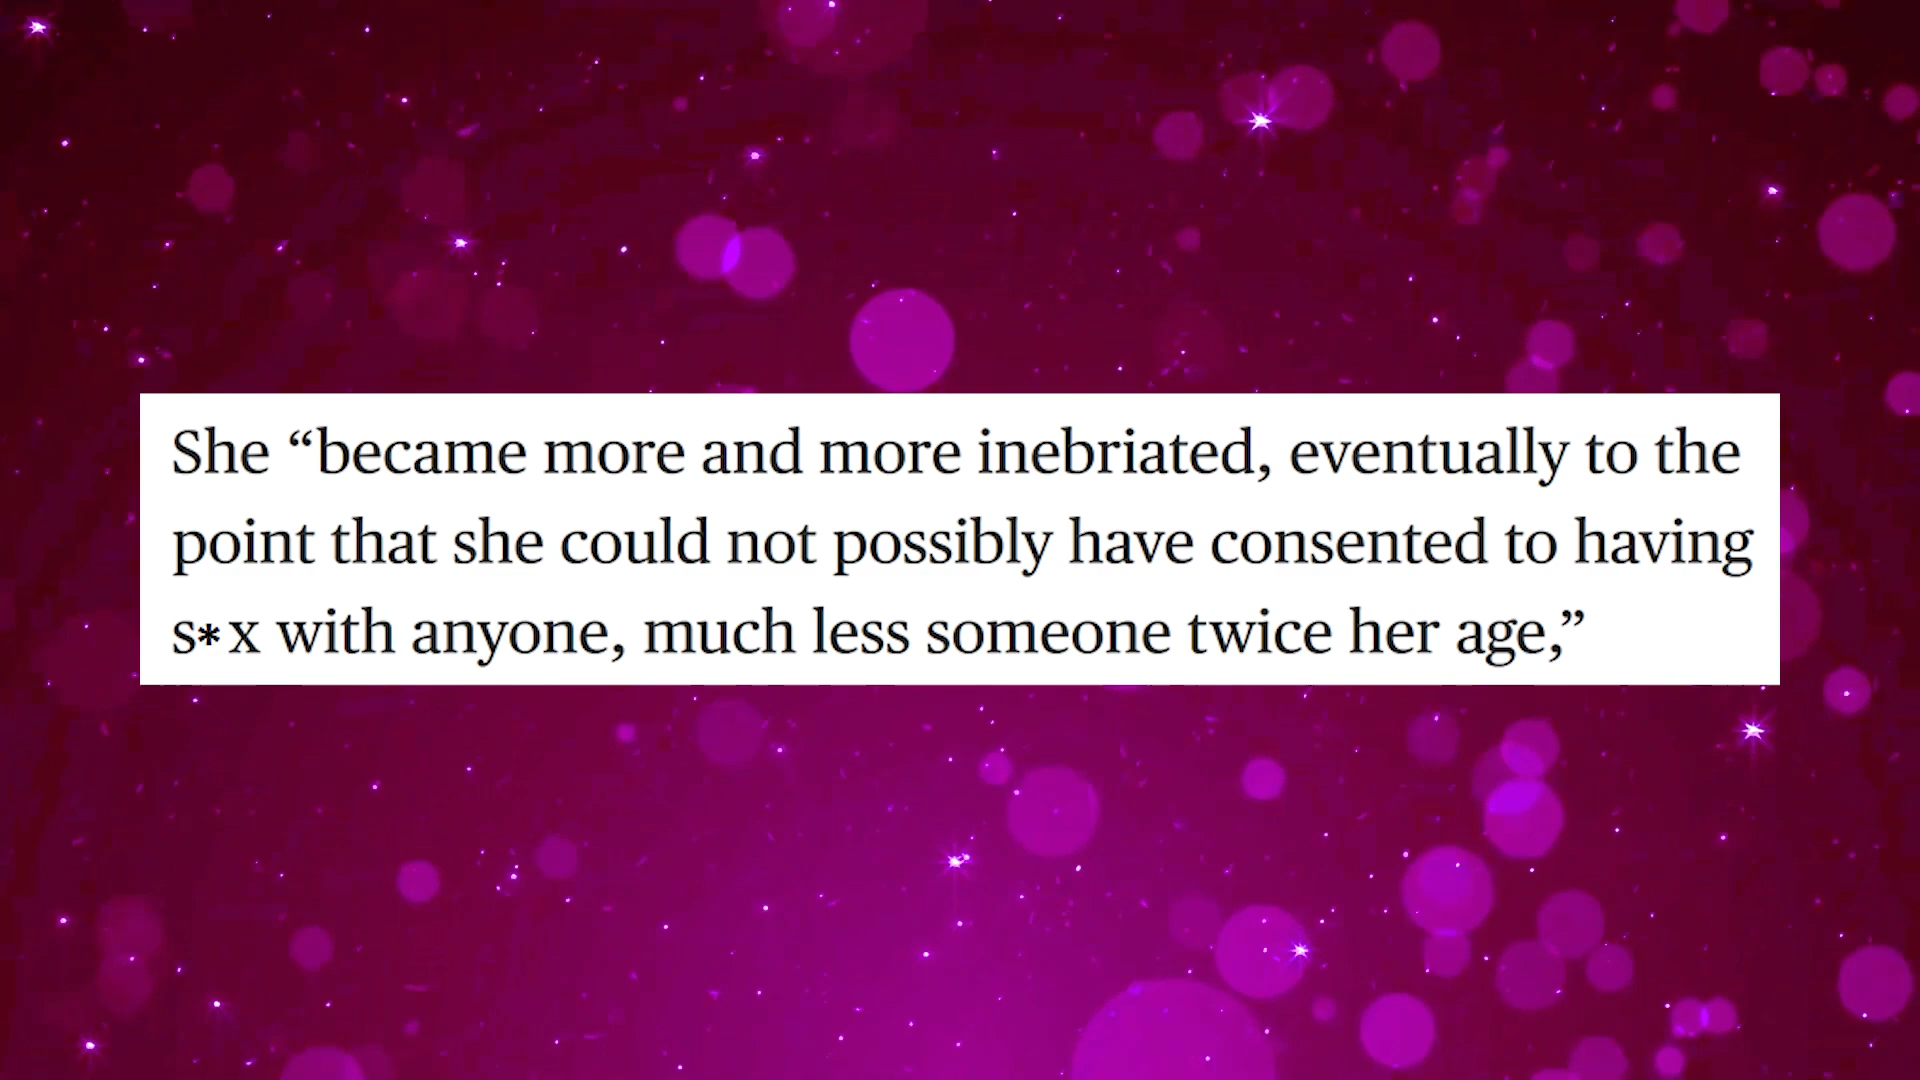 She “became more and more inebriated, eventually to the
point that she could not possibly have consented to having
s*x with anyone, much less someone twice her age,”